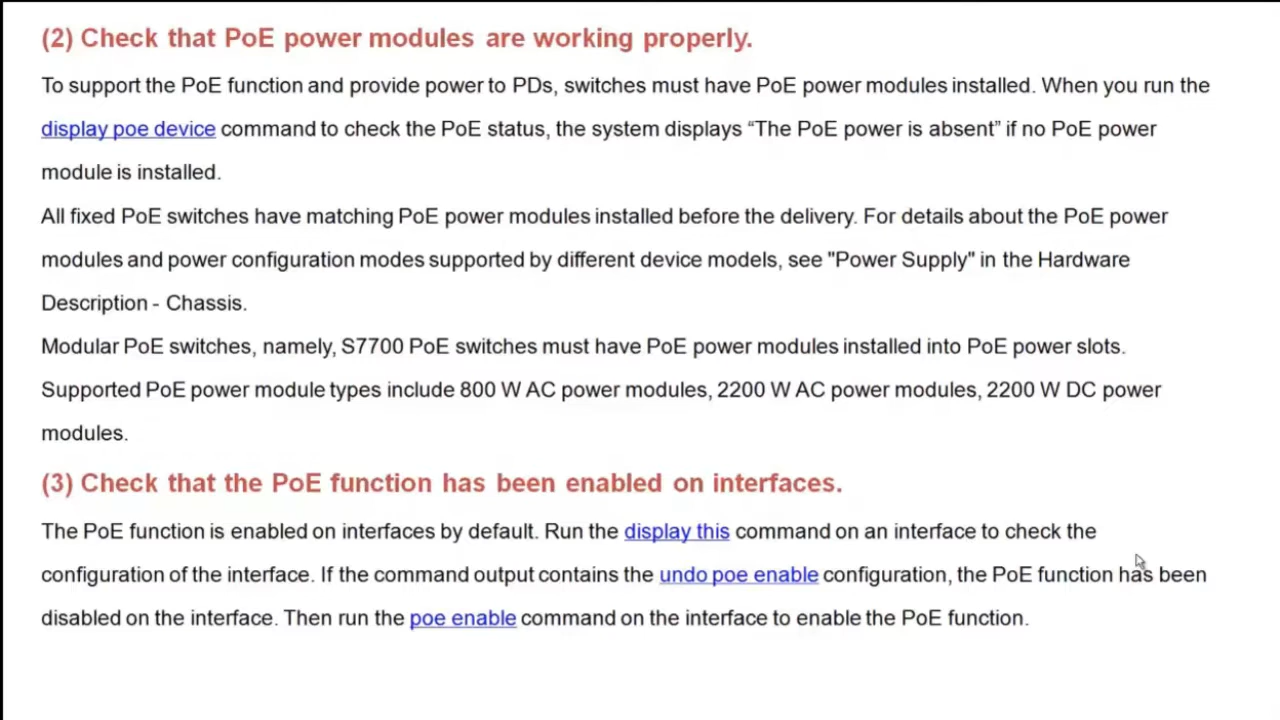 (2) Check that PoE power modules are working properly.
To support the PoE function and provide power to PDs, switches must have PoE power modules installed. When you run the
display poe device command to check the PoE status, the system displays “The PoE power is absent” if no PoE power
module is installed.
All fixed PoE switches have matching PoE power modules installed before the delivery. For details about the PoE power
modules and power configuration modes supported by different device models, see "Power Supply" in the Hardware
Description - Chassis.
Modular PoE switches, namely, S7700 PoE switches must have PoE power modules installed into PoE power slots.
Supported PoE power module types include 800 W AC power modules, 2200 W AC power modules, 2200 W DC power
modules.
(3) Check that the PoE function has been enabled on interfaces.
The PoE function is enabled on interfaces by default. Run the display this command on an interface to check the
configuration of the interface. If the command output contains the undo poe enable configuration, the PoE function has been
disabled on the interface. Then run the poe enable command on the interface to enable the PoE function.